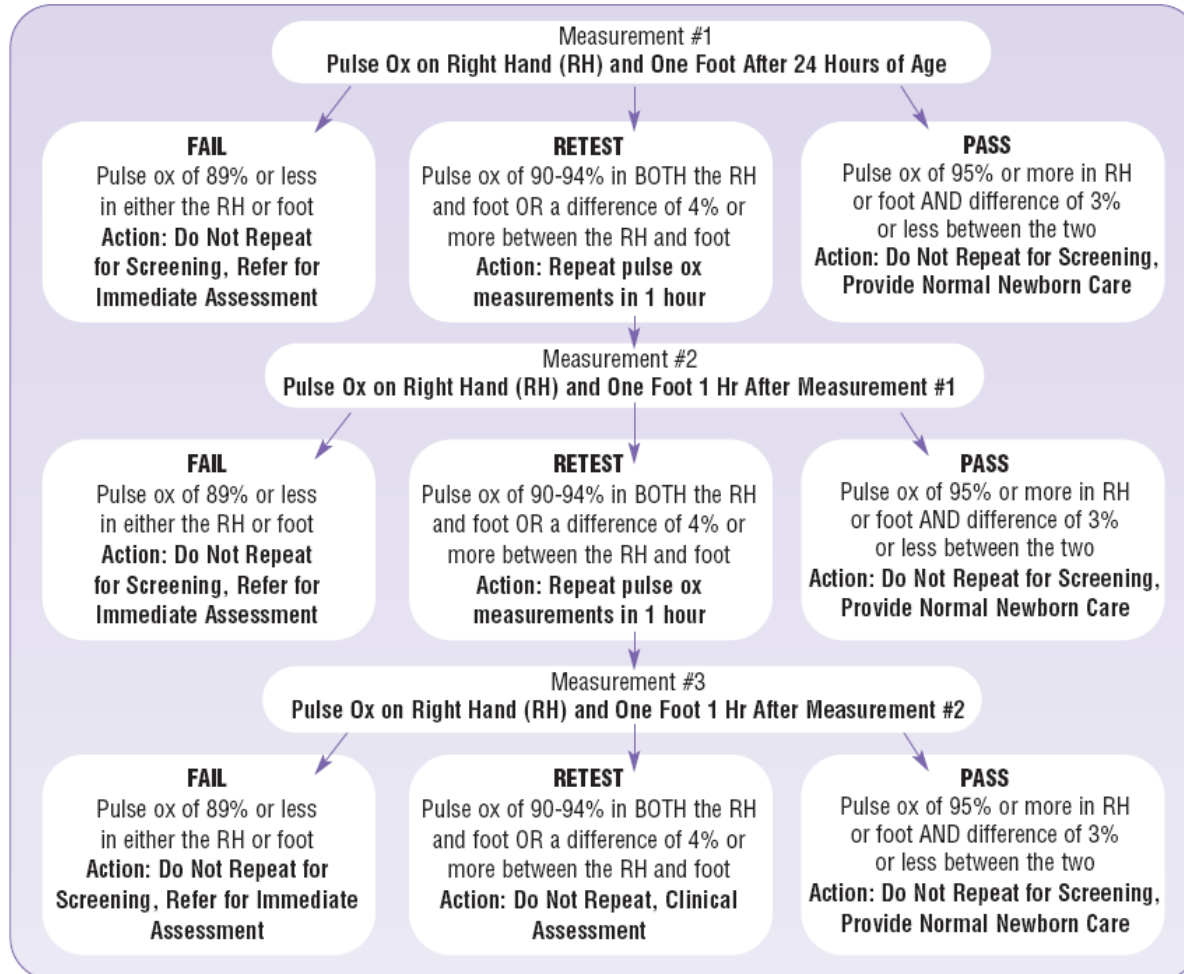 Measurement #1
Pulse Ox on Right Hand (RH) and One Foot After 24 Hours of Age
FAIL
Pulse ox of 89% or less
in either the RH or foot
Action: Do Not Repeat
for Screening, Refer for
Immediate Assessment
RETEST
Pulse ox of 90-94% in BOTH the RH
and foot OR a difference of 4% or
more between the RH and foot
Action: Repeat pulse ox
measurements in 1 hour
PASS
Pulse ox of 95% or more in RH
or foot AND difference of 3%
or less between the two
Action: Do Not Repeat for Screening,
Provide Normal Newborn Care
Measurement #2
Pulse Ox on Right Hand (RH) and One Foot 1 Hr After Measurement #1
FAIL
Pulse ox of 89% or less
in either the RH or foot
Action: Do Not Repeat
for Screening, Refer for
Immediate Assessment
RETEST
Pulse ox of 90-94% in BOTH the RH
and foot OR a difference of 4% or
more between the RH and foot
Action: Repeat pulse ox
measurements in 1 hour
PASS
Pulse ox of 95% or more in RH
or foot AND difference of 3%
or less between the two
Action: Do Not Repeat for Screening,
Provide Normal Newborn Care
Measurement #3
Pulse Ox on Right Hand (RH) and One Foot 1 Hr After Measurement #2
FAIL
Pulse ox of 89% or less
in either the RH or foot
Action: Do Not Repeat for
Screening, Refer for Immediate
Assessment
RETEST
Pulse ox of 90-94% in BOTH the RH
and foot OR a difference of 4% or
more between the RH and foot
Action: Do Not Repeat, Clinical
Assessment
PASS
Pulse ox of 95% or more in RH
or foot AND difference of 3%
or less between the two
Action: Do Not Repeat for Screening,
Provide Normal Newborn Care